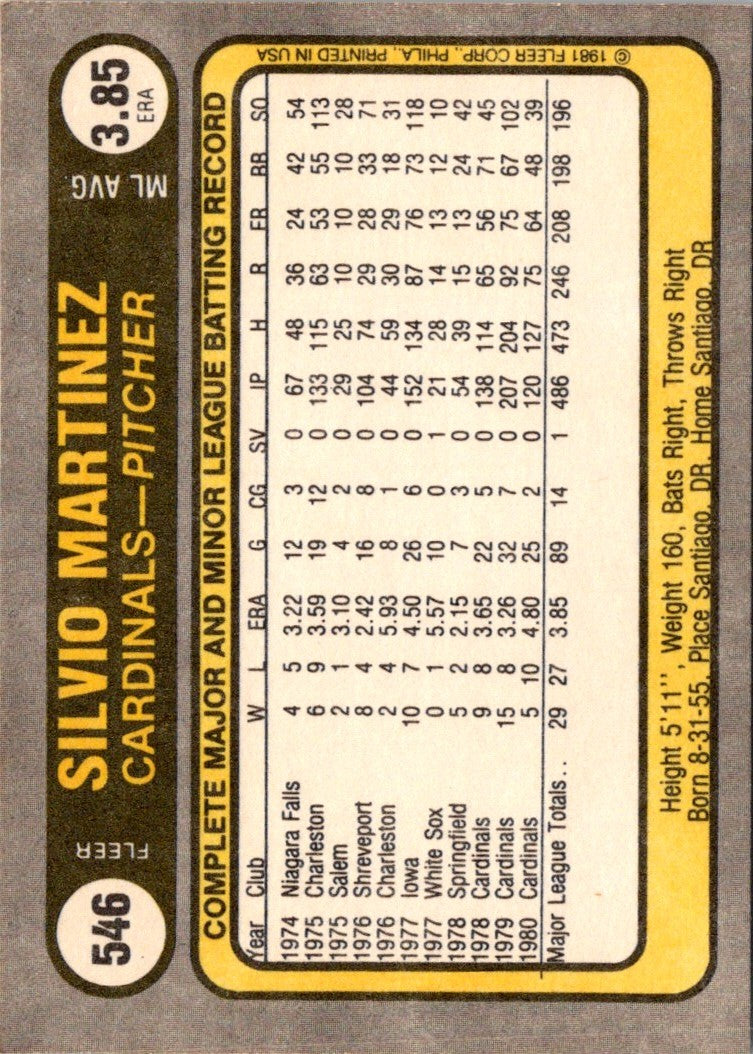 546
FLEER
SILVIO MARTINEZ
CARDINALS—PITCHER
ML AVG
3.85
ERA
COMPLETE MAJOR AND MINOR LEAGUE BATTING RECORD
Year Club W L ERA G CG SV IP H R ER BB SO
1974 Niagara Falls 4 5 3.22 12 3 0 67 48 36 24 42 54
1975 Charleston 6 9 3.59 19 12 0 133 115 63 53 55 113
1975 Salem 2 1 3.10 4 2 0 29 25 10 10 10 28
1976 Shreveport 8 4 2.42 16 8 0 104 74 29 28 33 71
1976 Charleston 2 4 5.93 8 1 0 44 59 30 29 18 31
1977 Iowa 10 7 4.50 26 6 0 152 134 87 76 73 118
1977 White Sox 0 1 5.57 10 0 1 21 28 14 13 12 10
1978 Springfield 5 2 2.15 7 3 0 54 39 15 13 24 42
1978 Cardinals 9 8 3.65 22 5 0 138 114 65 56 71 45
1979 Cardinals 15 8 3.26 32 7 0 207 204 92 75 67 102
1980 Cardinals 5 10 4.80 25 2 0 120 127 75 64 48 39
Major League Totals.. 29 27 3.85 89 14 1 486 473 246 208 198 196
Height 5'11'', Weight 160, Bats Right, Throws Right
Born 8-31-55, Place Santiago, DR, Home Santiago, DR
© 1981 FLEER CORP., PHILA., PRINTED IN USA